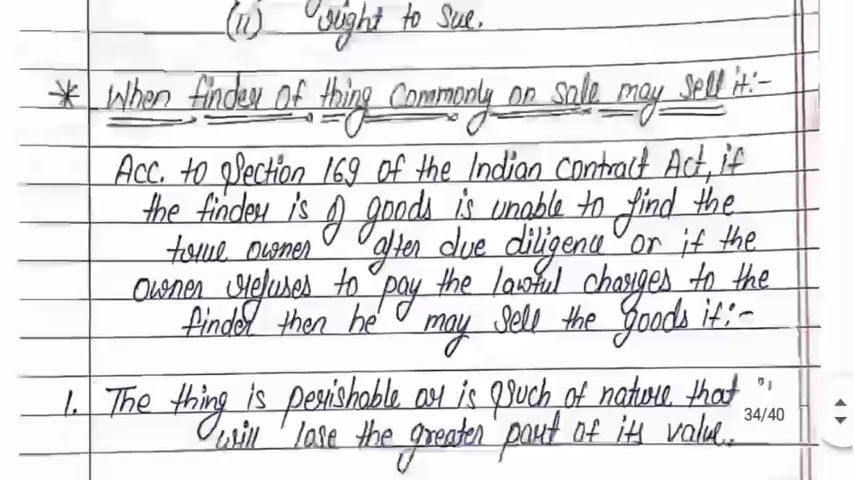 (ii) right to Sue.
* When finder of thing Commonly on Sale may Sell it:-
Acc. to Section 169 of the Indian Contract Act, if
the finder is of goods is unable to find the
true owner after due diligence or if the
owner refuses to pay the lawful charges to the
finder then he may sell the goods if:-
1. The thing is perishable or is such of nature that
will lose the greater part of its value.
34/40